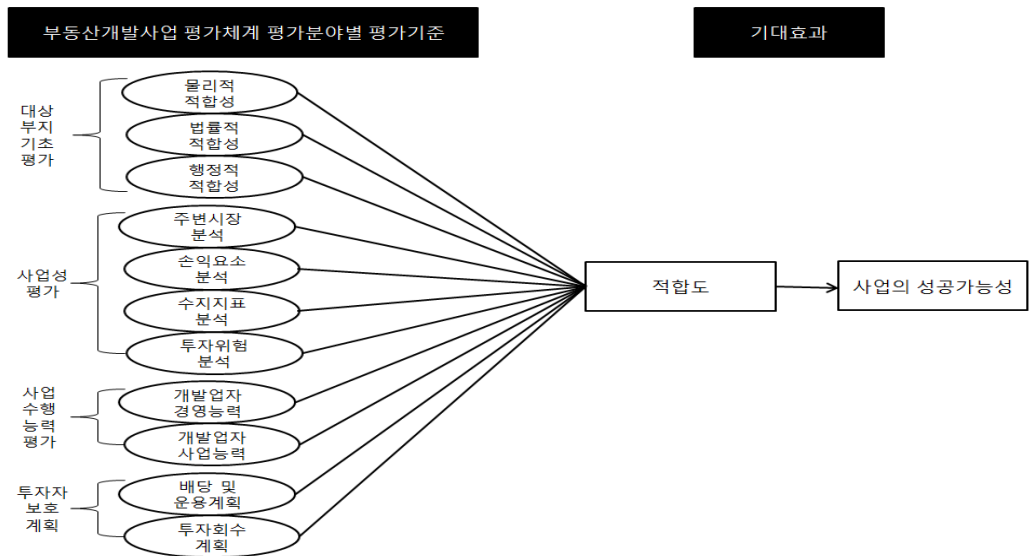 부동산개발사업 평가체계 평가분야별 평가기준
기대효과
대상
부지
기초
평가
물리적
적합성
법률적
적합성
행정적
적합성
사업성
평가
주변시장
분석
손익요소
분석
수지지표
분석
투자위험
분석
사업
수행
능력
평가
개발업자
경영능력
개발업자
사업능력
투자자
보호
계획
배당 및
운용계획
투자회수
계획
적합도
사업의 성공가능성